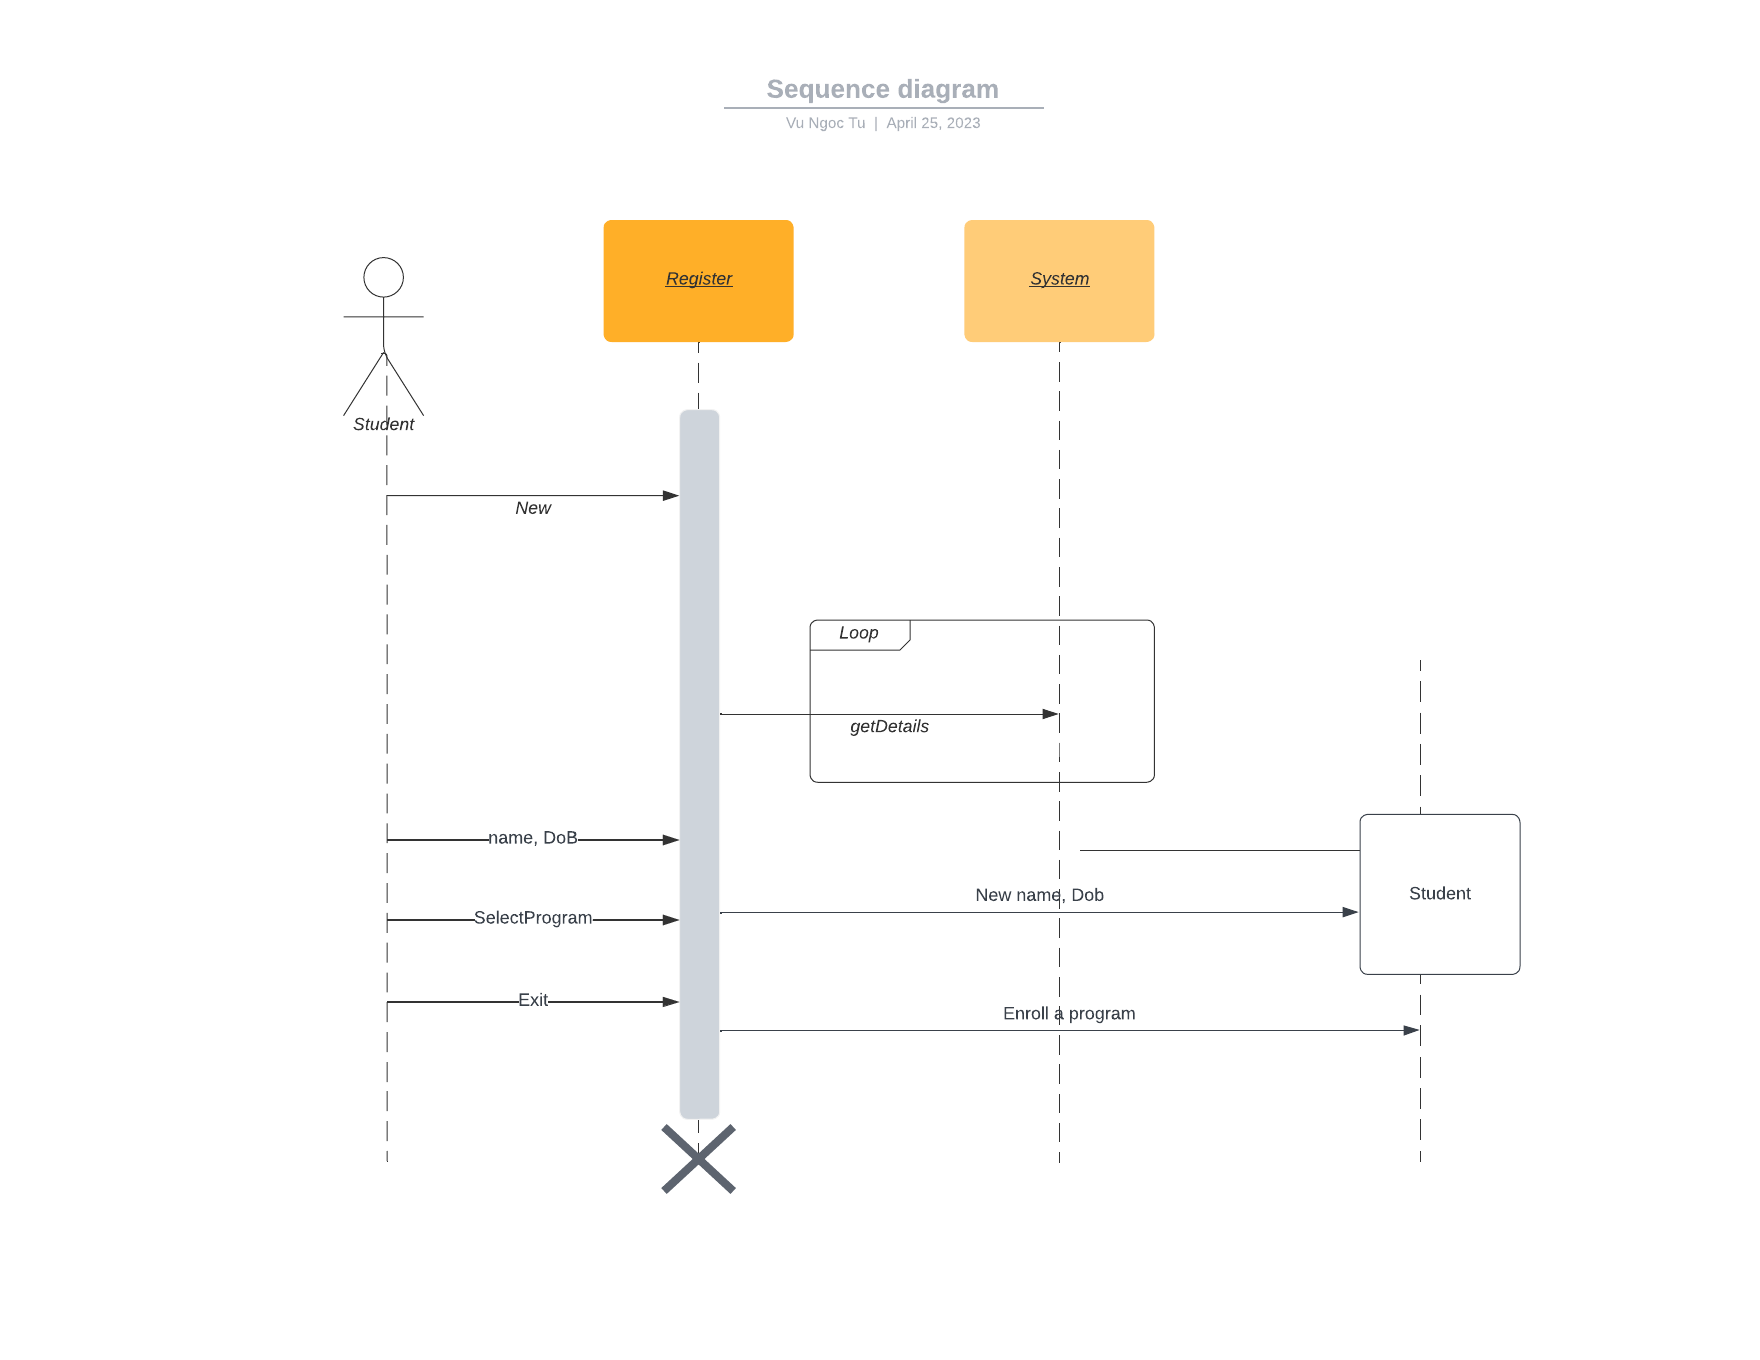 Sequence diagram
Vu Ngoc Tu | April 25, 2023
Register
System
Student
New
Loop
getDetails
name, DoB
New name, Dob
Student
SelectProgram
Exit
Enroll a program